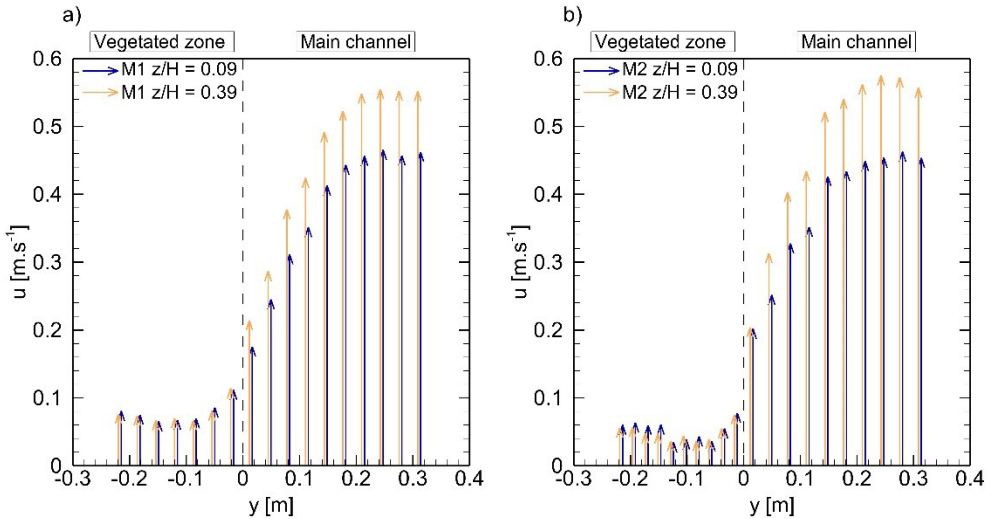 a)
Vegetated zone Main channel
M1 z/H = 0.09
M1 z/H = 0.39
u [m.s-1]
0.6
0.5
0.4
0.3
0.2
0.1
0
-0.3 -0.2 -0.1 0 0.1 0.2 0.3 0.4
y [m]
b)
Vegetated zone Main channel
M2 z/H = 0.09
M2 z/H = 0.39
u [m.s-1]
0.6
0.5
0.4
0.3
0.2
0.1
0
-0.3 -0.2 -0.1 0 0.1 0.2 0.3 0.4
y [m]